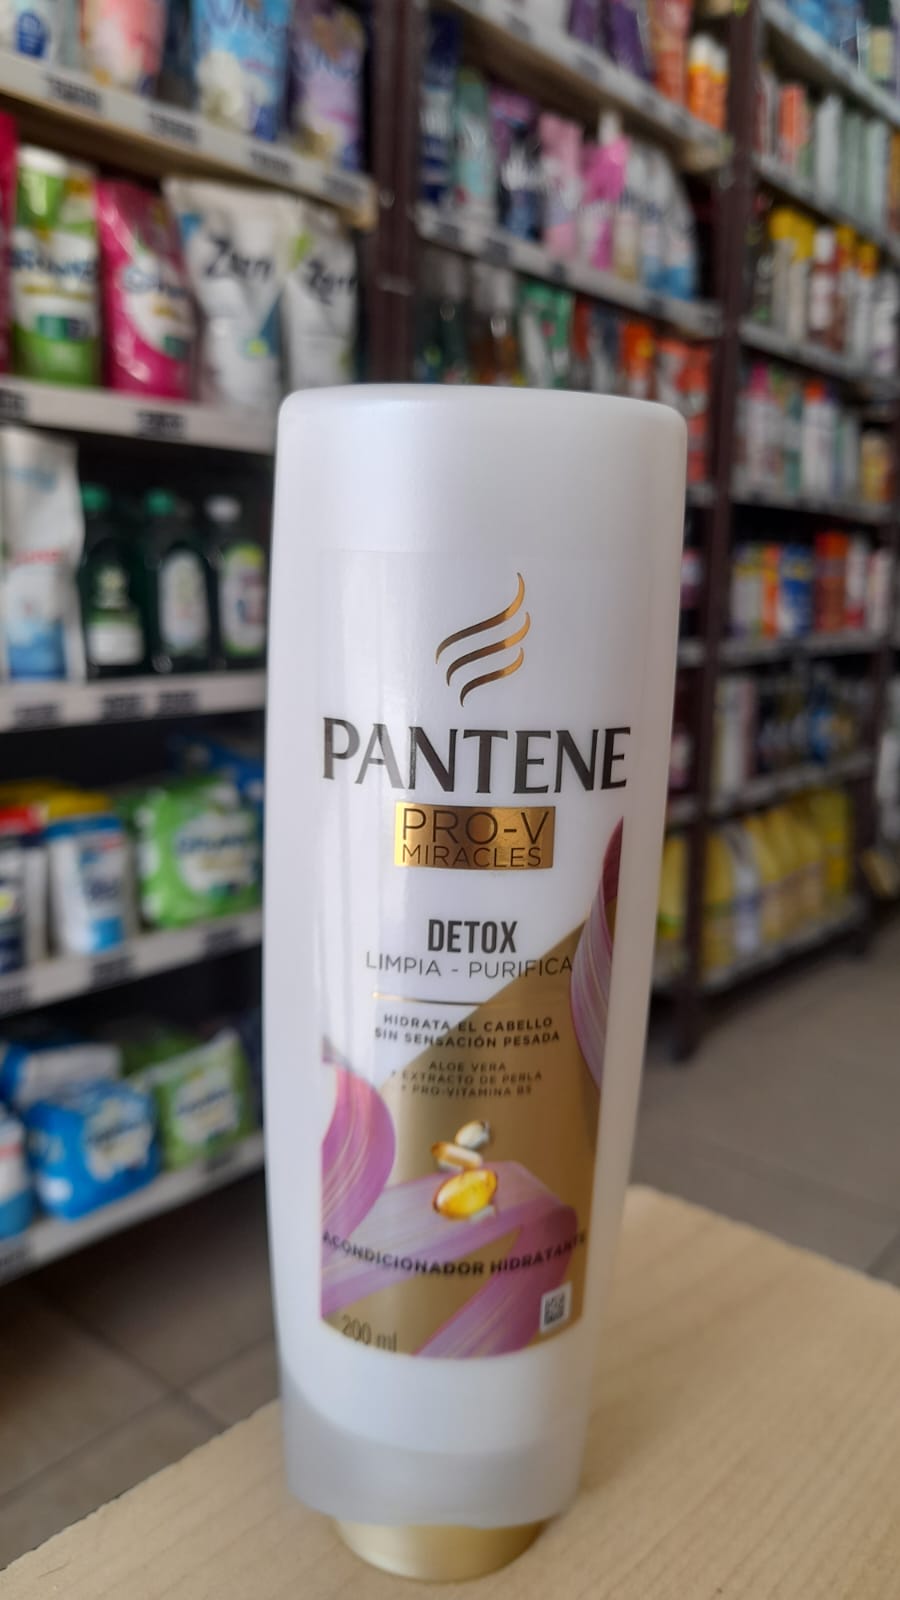 PANTENE
PRO-V
MIRACLES
DETOX
LIMPIA - PURIFICA
HIDRATA EL CABELLO
SIN SENSACIÓN PESADA
ALOE VERA
+ EXTRACTO DE PERLA
+ PRO-VITAMINA B5
ACONDICIONADOR HIDRATANTE
200 ml
Zorri